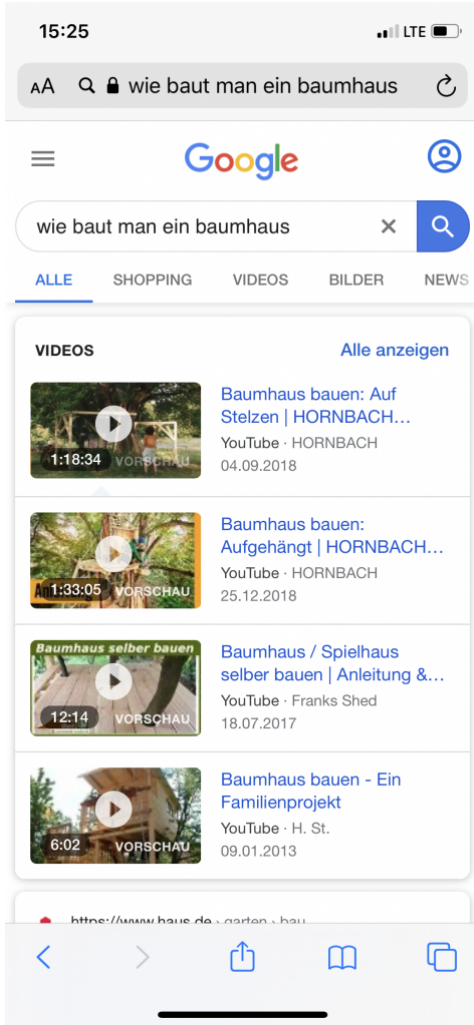 15:25
LTE
AA wie baut man ein baumhaus
Google
wie baut man ein baumhaus
ALLE SHOPPING VIDEOS BILDER NEWS
VIDEOS
Alle anzeigen
Baumhaus bauen: Auf
Stelzen | HORNBACH…
YouTube · HORNBACH
04.09.2018
1:18:34 VORSCHAU
Baumhaus bauen:
Aufgehängt | HORNBACH…
YouTube · HORNBACH
25.12.2018
1:33:05 VORSCHAU
Baumhaus selber bauen
Baumhaus / Spielhaus
selber bauen | Anleitung &…
YouTube · Franks Shed
18.07.2017
12:14 VORSCHAU
Baumhaus bauen - Ein
Familienprojekt
YouTube · H. St.
09.01.2013
6:02 VORSCHAU
https://www.haus.de › garten › bau